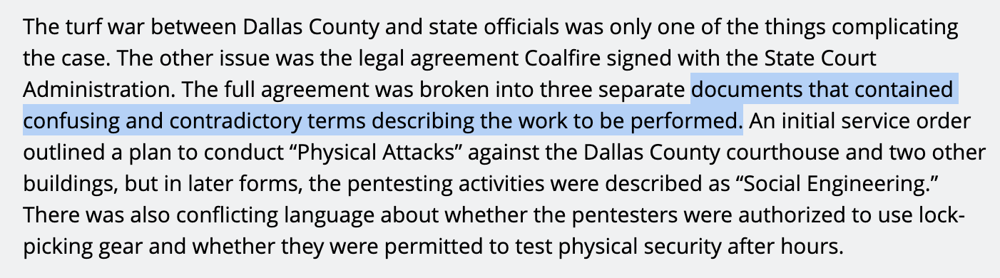 The turf war between Dallas County and state officials was only one of the things complicating
the case. The other issue was the legal agreement Coalfire signed with the State Court
Administration. The full agreement was broken into three separate documents that contained
confusing and contradictory terms describing the work to be performed. An initial service order
outlined a plan to conduct “Physical Attacks” against the Dallas County courthouse and two other
buildings, but in later forms, the pentesting activities were described as “Social Engineering.”
There was also conflicting language about whether the pentesters were authorized to use lock-
picking gear and whether they were permitted to test physical security after hours.